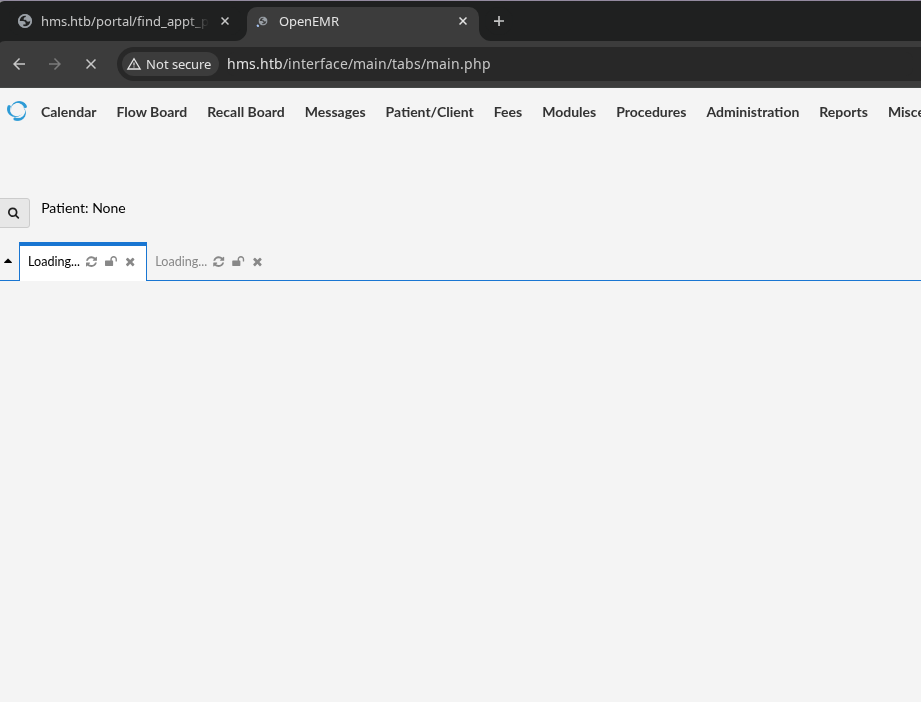 hms.htb/portal/find_appt_p
OpenEMR
Not secure
hms.htb/interface/main/tabs/main.php
Calendar Flow Board Recall Board Messages Patient/Client Fees Modules Procedures Administration Reports Misce
Patient: None
Loading... Loading...